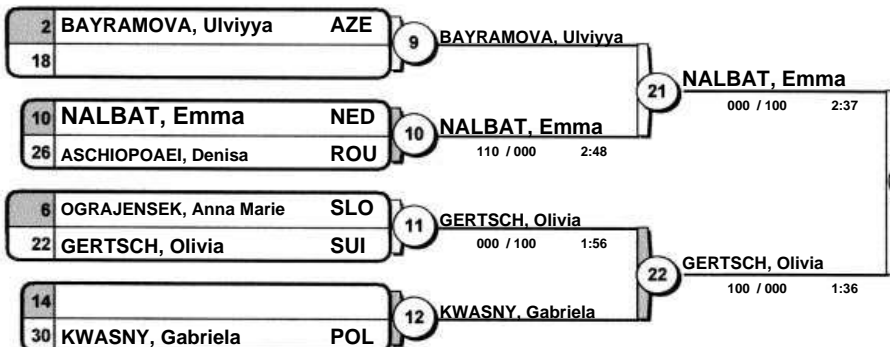 2 BAYRAMOVA, Ulviyya AZE
18
9
BAYRAMOVA, Ulviyya
10 NALBAT, Emma NED
26 ASCHIOPOAEI, Denisa ROU
10
NALBAT, Emma
110 / 000 2:48
21
NALBAT, Emma
000 / 100 2:37
6 OGRAJENSEK, Anna Marie SLO
22 GERTSCH, Olivia SUI
11
GERTSCH, Olivia
000 / 100 1:56
14
30 KWASNY, Gabriela POL
12
KWASNY, Gabriela
22
GERTSCH, Olivia
100 / 000 1:36